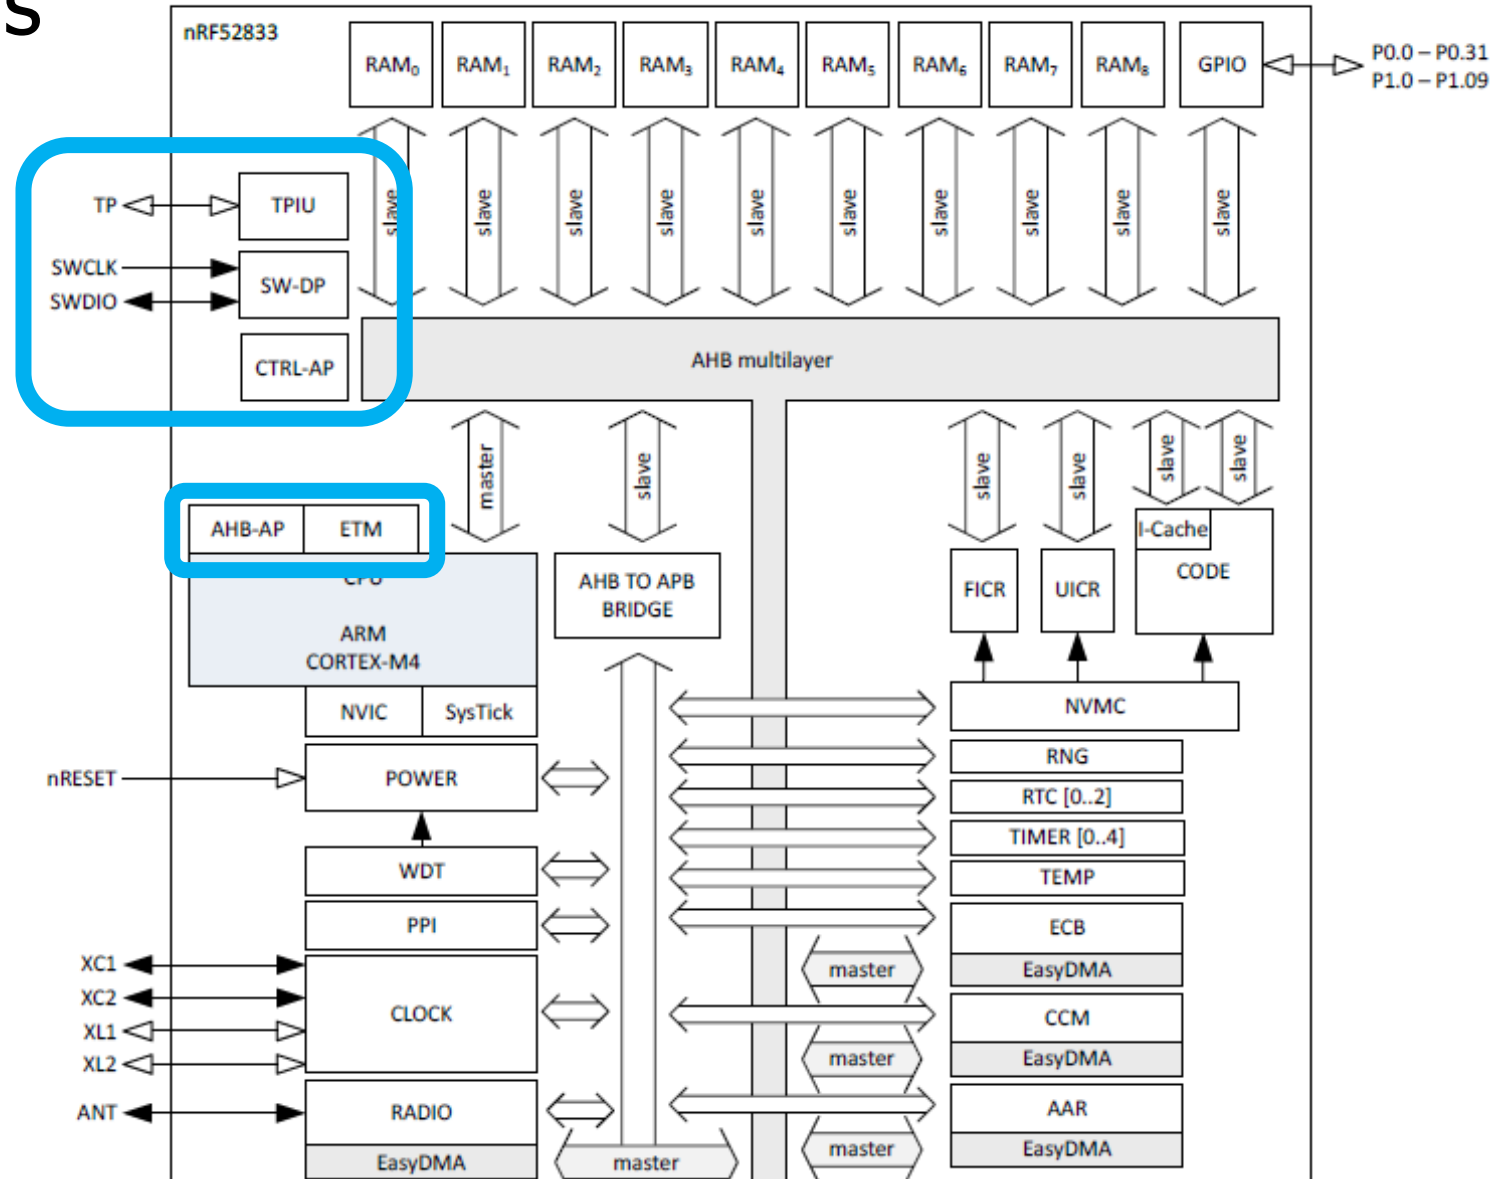 s
nRF52833
RAM₀ RAM₁ RAM₂ RAM₃ RAM₄ RAM₅ RAM₆ RAM₇ RAM₈ GPIO
P0.0 – P0.31
P1.0 – P1.09
slave slave slave slave slave slave slave slave slave slave
TP
TPIU
SWCLK
SWDIO
SW-DP
CTRL-AP
AHB multilayer
master
slave
slave
slave
slave
slave
AHB-AP
ETM
CPU
ARM
CORTEX-M4
NVIC
SysTick
AHB TO APB
BRIDGE
FICR
UICR
I-Cache
CODE
NVMC
nRESET
POWER
WDT
PPI
XC1
XC2
XL1
XL2
CLOCK
ANT
RADIO
EasyDMA
master
RNG
RTC [0..2]
TIMER [0..4]
TEMP
ECB
master
EasyDMA
CCM
master
EasyDMA
AAR
master
EasyDMA